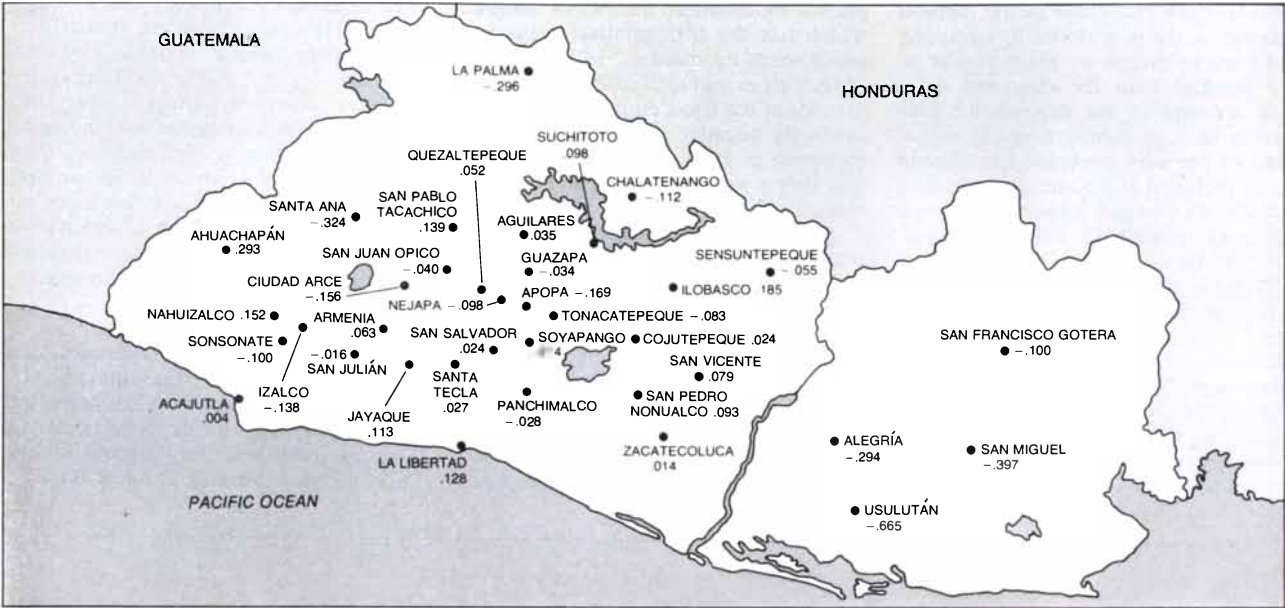 GUATEMALA
HONDURAS
LA PALMA
-.296
SUCHITOTO
.098
QUEZALTEPEQUE
.052
CHALATENANGO
-.112
SANTA ANA
-.324
SAN PABLO
TACACHICO
.139
AGUILARES
.035
AHUACHAPÁN
.293
SAN JUAN OPICO
-.040
GUAZAPA
-.034
SENSUNTEPEQUE
-.055
CIUDAD ARCE
-.156
NEJAPA -.098
APOPA -.169
ILOBASCO 185
NAHUIZALCO .152
ARMENIA
.063
TONACATEPEQUE -.083
SONSONATE
-.100
-.016
SAN JULIÁN
SAN SALVADOR
.024
SOYAPANGO
COJUTEPEQUE .024
SAN FRANCISCO GOTERA
-.100
SAN VICENTE
.079
IZALCO
-.138
SANTA
TECLA
.027
PANCHIMALCO
-.028
SAN PEDRO
NONUALCO .093
ACAJUTLA
.004
JAYAQUE
.113
ZACATECOLUCA
014
ALEGRÍA
-.294
SAN MIGUEL
-.397
LA LIBERTAD
.128
PACIFIC OCEAN
USULUTÁN
-.665